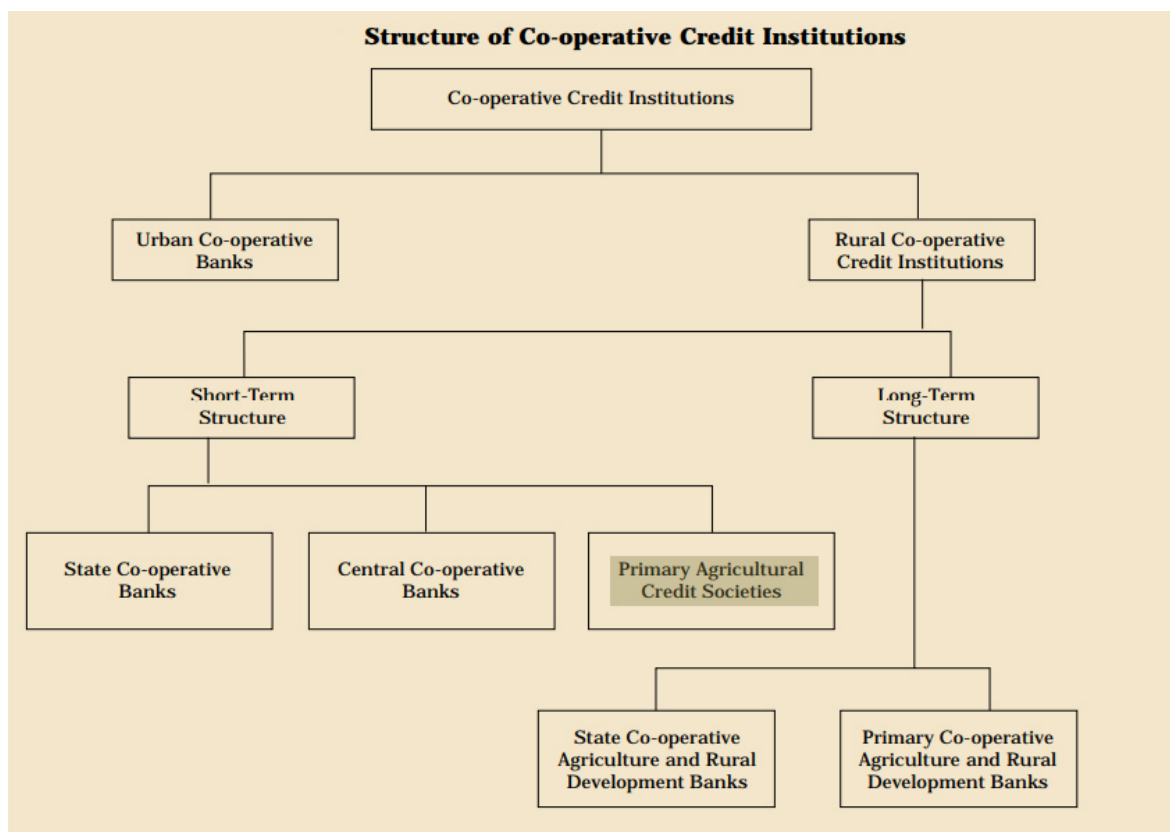 Structure of Co-operative Credit Institutions
Co-operative Credit Institutions
Urban Co-operative
Banks
Rural Co-operative
Credit Institutions
Short-Term
Structure
Long-Term
Structure
State Co-operative
Banks
Central Co-operative
Banks
Primary Agricultural
Credit Societies
State Co-operative
Agriculture and Rural
Development Banks
Primary Co-operative
Agriculture and Rural
Development Banks